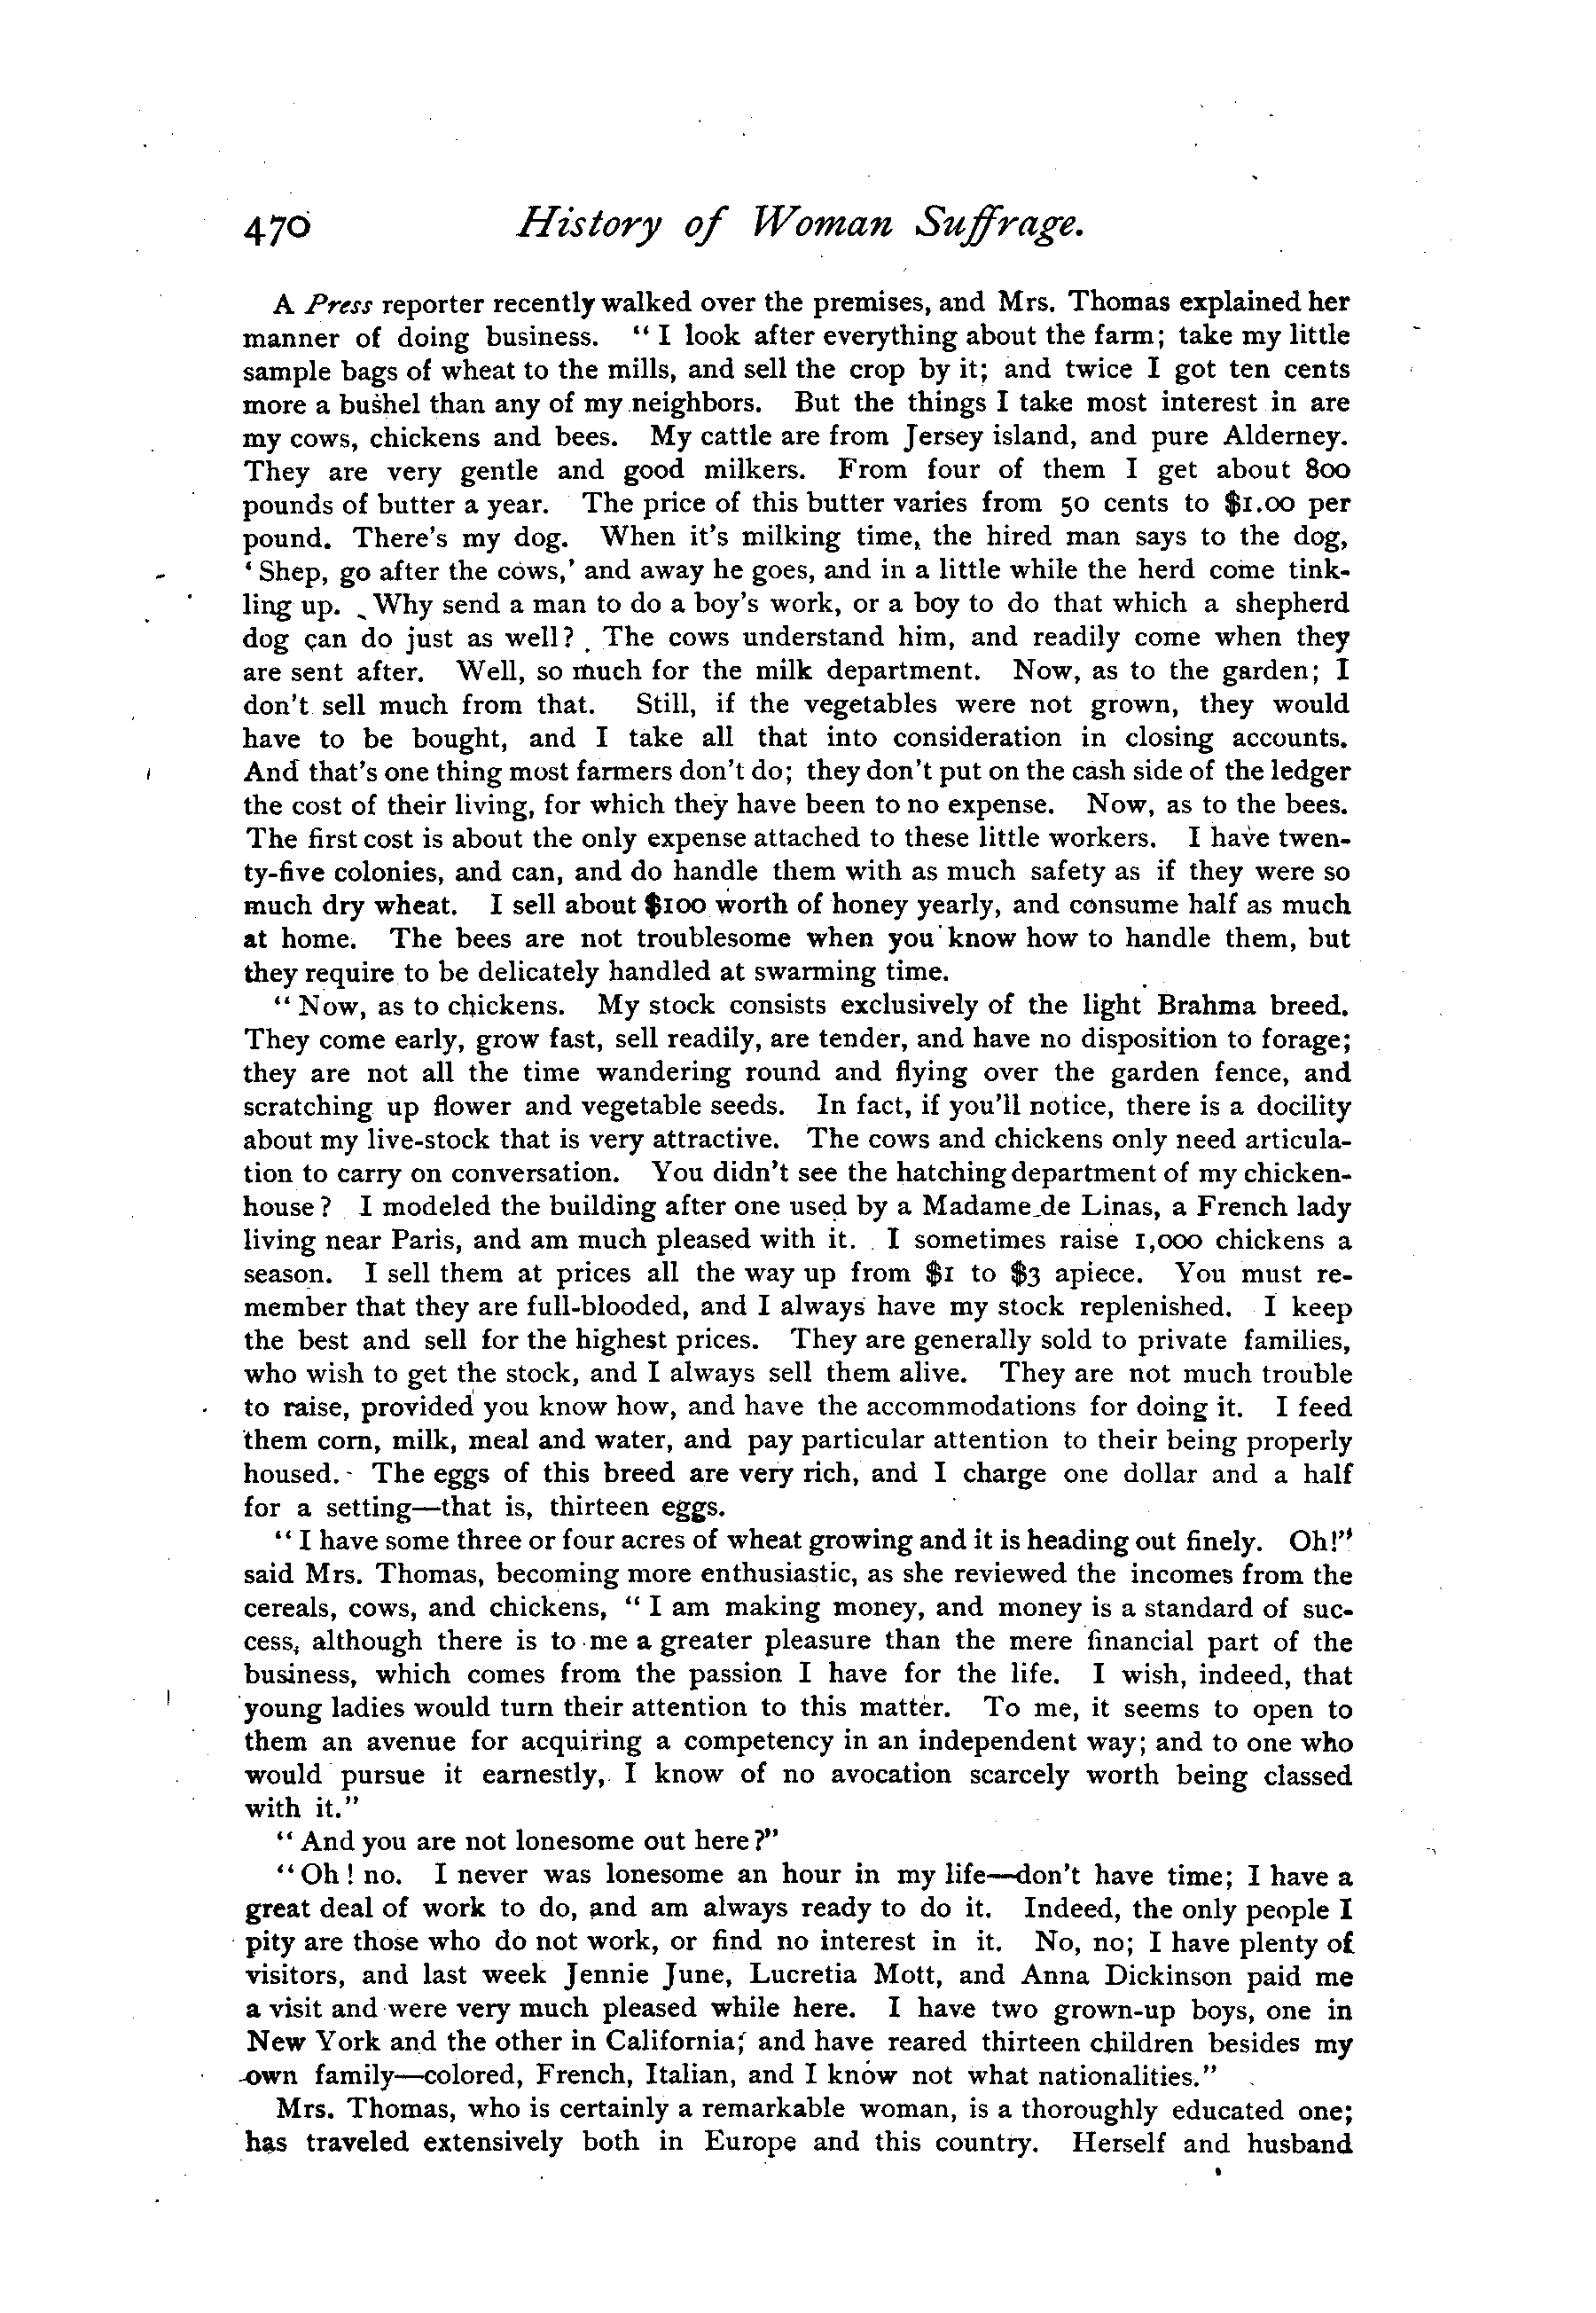 470 History of Woman Suffrage.
A Press reporter recently walked over the premises, and Mrs. Thomas explained her
manner of doing business. “ I look after everything about the farm; take my little
sample bags of wheat to the mills, and sell the crop by it; and twice I got ten cents
more a bushel than any of my neighbors. But the things I take most interest in are
my cows, chickens and bees. My cattle are from Jersey island, and pure Alderney.
They are very gentle and good milkers. From four of them I get about 800
pounds of butter a year. The price of this butter varies from 50 cents to $1.00 per
pound. There's my dog. When it's milking time, the hired man says to the dog,
‘ Shep, go after the cows,’ and away he goes, and in a little while the herd come tink-
ling up. Why send a man to do a boy's work, or a boy to do that which a shepherd
dog can do just as well? The cows understand him, and readily come when they
are sent after. Well, so much for the milk department. Now, as to the garden; I
don't sell much from that. Still, if the vegetables were not grown, they would
have to be bought, and I take all that into consideration in closing accounts.
And that's one thing most farmers don't do; they don't put on the cash side of the ledger
the cost of their living, for which they have been to no expense. Now, as to the bees.
The first cost is about the only expense attached to these little workers. I have twen-
ty-five colonies, and can, and do handle them with as much safety as if they were so
much dry wheat. I sell about $100 worth of honey yearly, and consume half as much
at home. The bees are not troublesome when you know how to handle them, but
they require to be delicately handled at swarming time.
“ Now, as to chickens. My stock consists exclusively of the light Brahma breed.
They come early, grow fast, sell readily, are tender, and have no disposition to forage;
they are not all the time wandering round and flying over the garden fence, and
scratching up flower and vegetable seeds. In fact, if you'll notice, there is a docility
about my live-stock that is very attractive. The cows and chickens only need articula-
tion to carry on conversation. You didn't see the hatching department of my chicken-
house? I modeled the building after one used by a Madame de Linas, a French lady
living near Paris, and am much pleased with it. I sometimes raise 1,000 chickens a
season. I sell them at prices all the way up from $1 to $3 apiece. You must re-
member that they are full-blooded, and I always have my stock replenished. I keep
the best and sell for the highest prices. They are generally sold to private families,
who wish to get the stock, and I always sell them alive. They are not much trouble
to raise, provided you know how, and have the accommodations for doing it. I feed
them corn, milk, meal and water, and pay particular attention to their being properly
housed. The eggs of this breed are very rich, and I charge one dollar and a half
for a setting—that is, thirteen eggs.
“ I have some three or four acres of wheat growing and it is heading out finely. Oh!”
said Mrs. Thomas, becoming more enthusiastic, as she reviewed the incomes from the
cereals, cows, and chickens, “ I am making money, and money is a standard of suc-
cess, although there is to me a greater pleasure than the mere financial part of the
business, which comes from the passion I have for the life. I wish, indeed, that
young ladies would turn their attention to this matter. To me, it seems to open to
them an avenue for acquiring a competency in an independent way; and to one who
would pursue it earnestly, I know of no avocation scarcely worth being classed
with it.”
“ And you are not lonesome out here?”
“ Oh! no. I never was lonesome an hour in my life—don't have time; I have a
great deal of work to do, and am always ready to do it. Indeed, the only people I
pity are those who do not work, or find no interest in it. No, no; I have plenty of
visitors, and last week Jennie June, Lucretia Mott, and Anna Dickinson paid me
a visit and were very much pleased while here. I have two grown-up boys, one in
New York and the other in California; and have reared thirteen children besides my
own family—colored, French, Italian, and I know not what nationalities.”
Mrs. Thomas, who is certainly a remarkable woman, is a thoroughly educated one;
has traveled extensively both in Europe and this country. Herself and husband